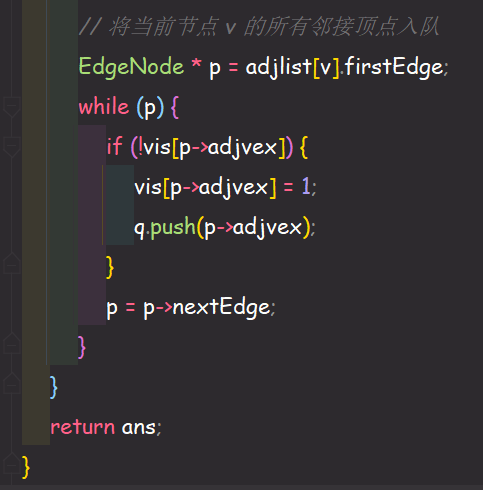 // 将当前节点 v 的所有邻接顶点入队
EdgeNode * p = adjlist[v].firstEdge;
while (p) {
if (!vis[p->adjvex]) {
vis[p->adjvex] = 1;
q.push(p->adjvex);
}
p = p->nextEdge;
}
}
return ans;
}